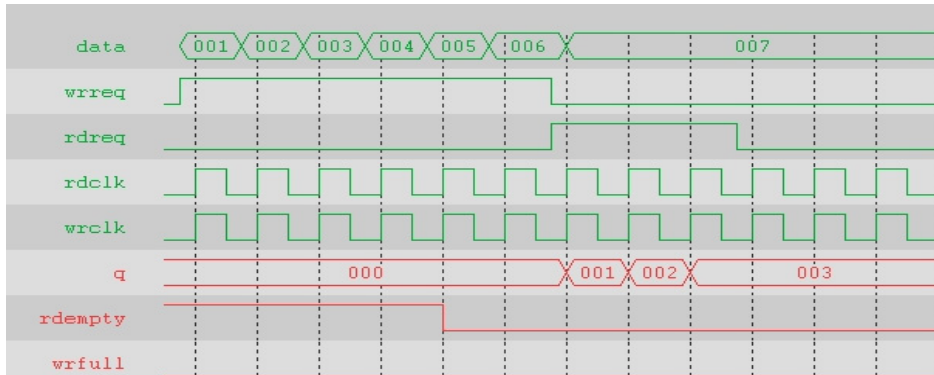 data 001 002 003 004 005 006 007
wrreq
rdreq
rdclk
wrclk
q 000 001 002 003
rdempty
wrfull